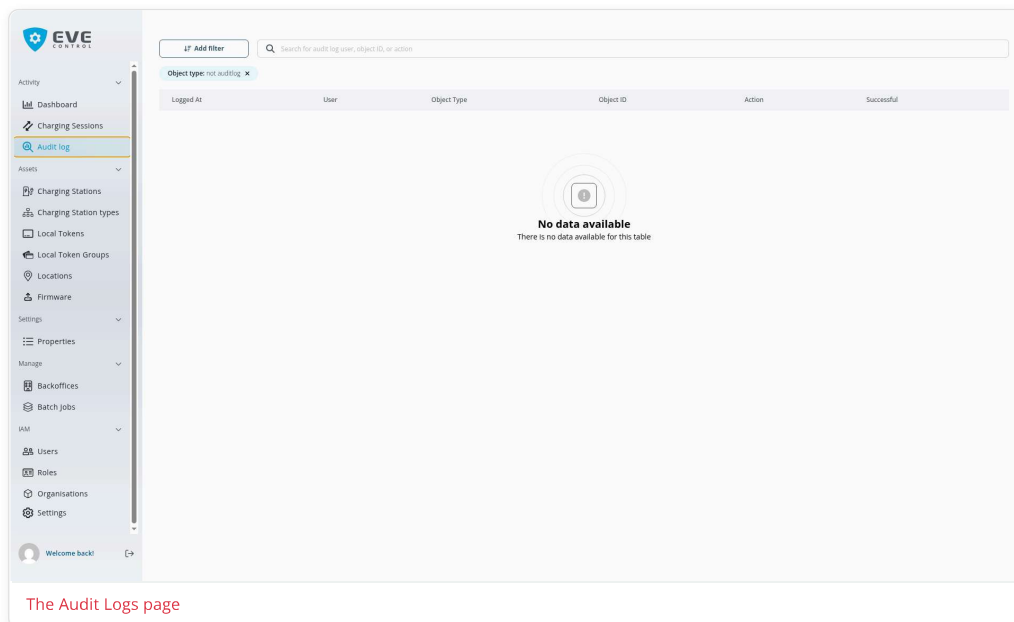 EVE
CONTROL
Activity
Dashboard
Charging Sessions
Audit log
Assets
Charging Stations
Charging Station types
Local Tokens
Local Token Groups
Locations
Firmware
Settings
Properties
Manage
Backoffices
Batch Jobs
IAM
Users
Roles
Organisations
Settings
Welcome back!
Add filter
Search for audit log user, object ID, or action
Object type: not auditlog ×
Logged At User Object Type Object ID Action Successful
No data available
There is no data available for this table
The Audit Logs page